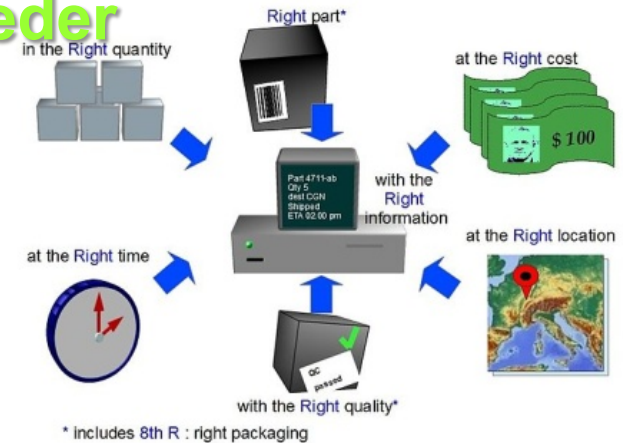 eder
Right part*
in the Right quantity
at the Right cost
$ 100
Part 4711-ab
Qty 5
dest CGN
Shipped
ETA 02.00 pm
with the
Right
information
at the Right time
at the Right location
QC
passed
with the Right quality*
* includes 8th R : right packaging